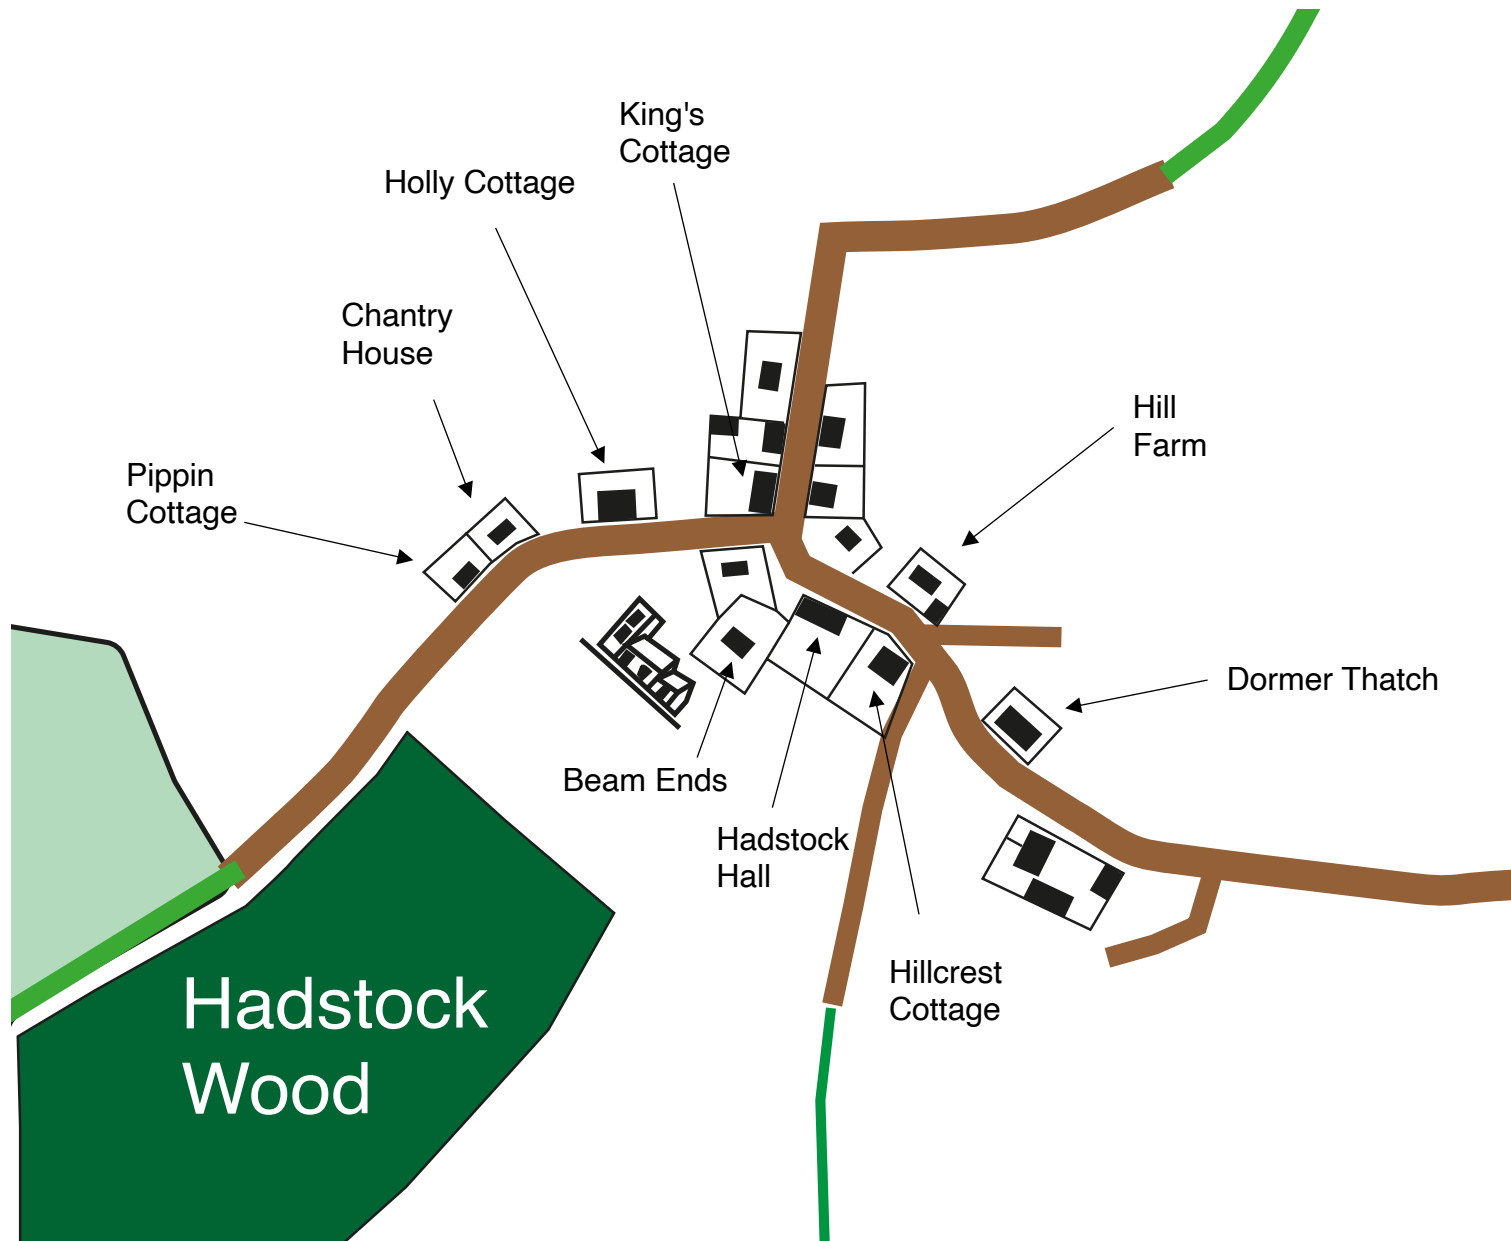 King's
Cottage
Holly Cottage
Chantry
House
Hill
Farm
Pippin
Cottage
Dormer Thatch
Beam Ends
Hadstock
Hall
Hillcrest
Cottage
Hadstock
Wood